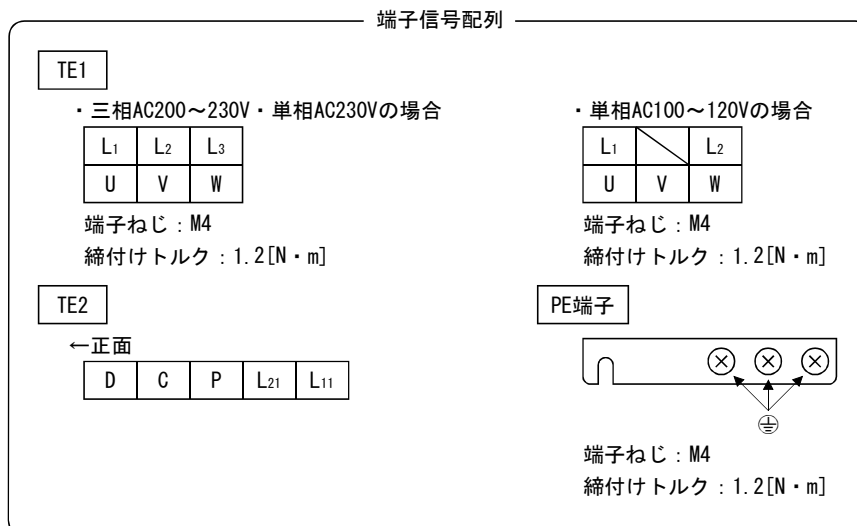 端子信号配列
TE1
・三相AC200～230V・単相AC230Vの場合
L1 L2 L3
U V W
端子ねじ：M4
締付けトルク：1.2[N・m]
・単相AC100～120Vの場合
L1 L2
U V W
端子ねじ：M4
締付けトルク：1.2[N・m]
TE2
←正面
D C P L21 L11
PE端子
端子ねじ：M4
締付けトルク：1.2[N・m]